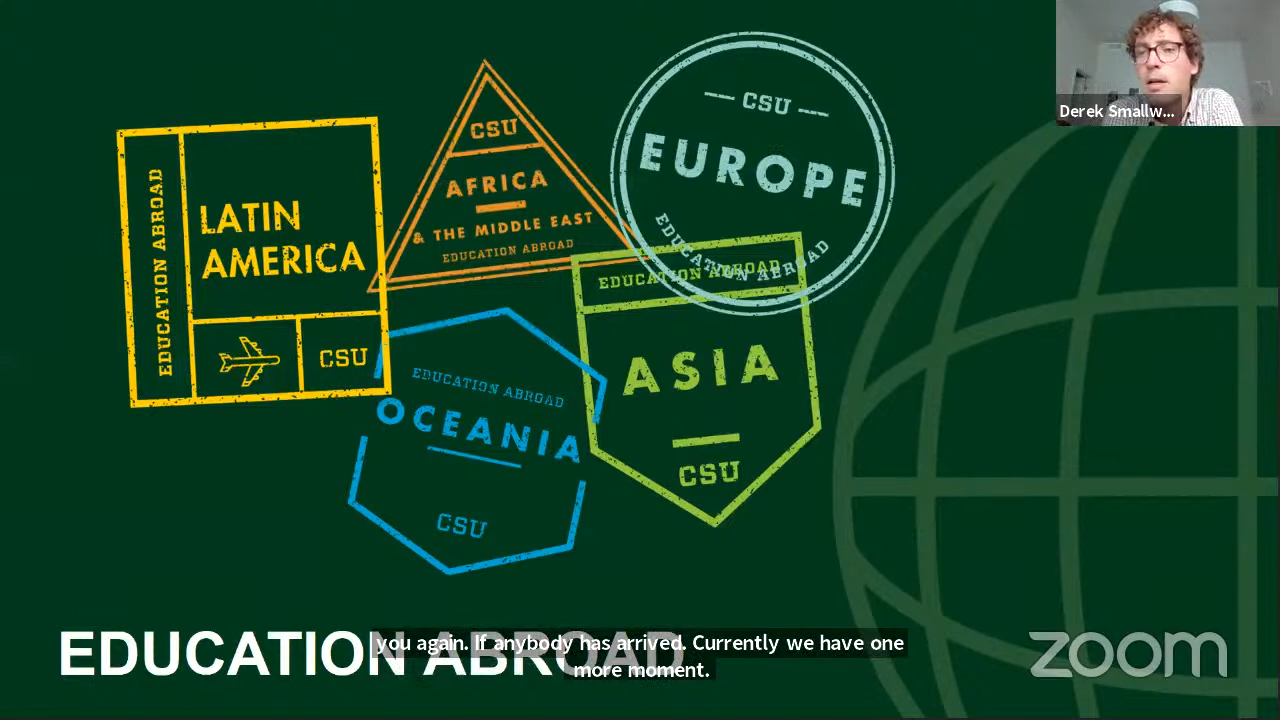 Derek Smallw...
CSU
EUROPE
EDUCATION ABROAD
CSU
AFRICA
& THE MIDDLE EAST
EDUCATION ABROAD
EDUCATION ABROAD
LATIN
AMERICA
CSU
EDUCATION ABROAD
ASIA
CSU
EDUCATION ABROAD
OCEANIA
CSU
EDUCATION ABROAD
you again. If anybody has arrived. Currently we have one
more moment.
zoom